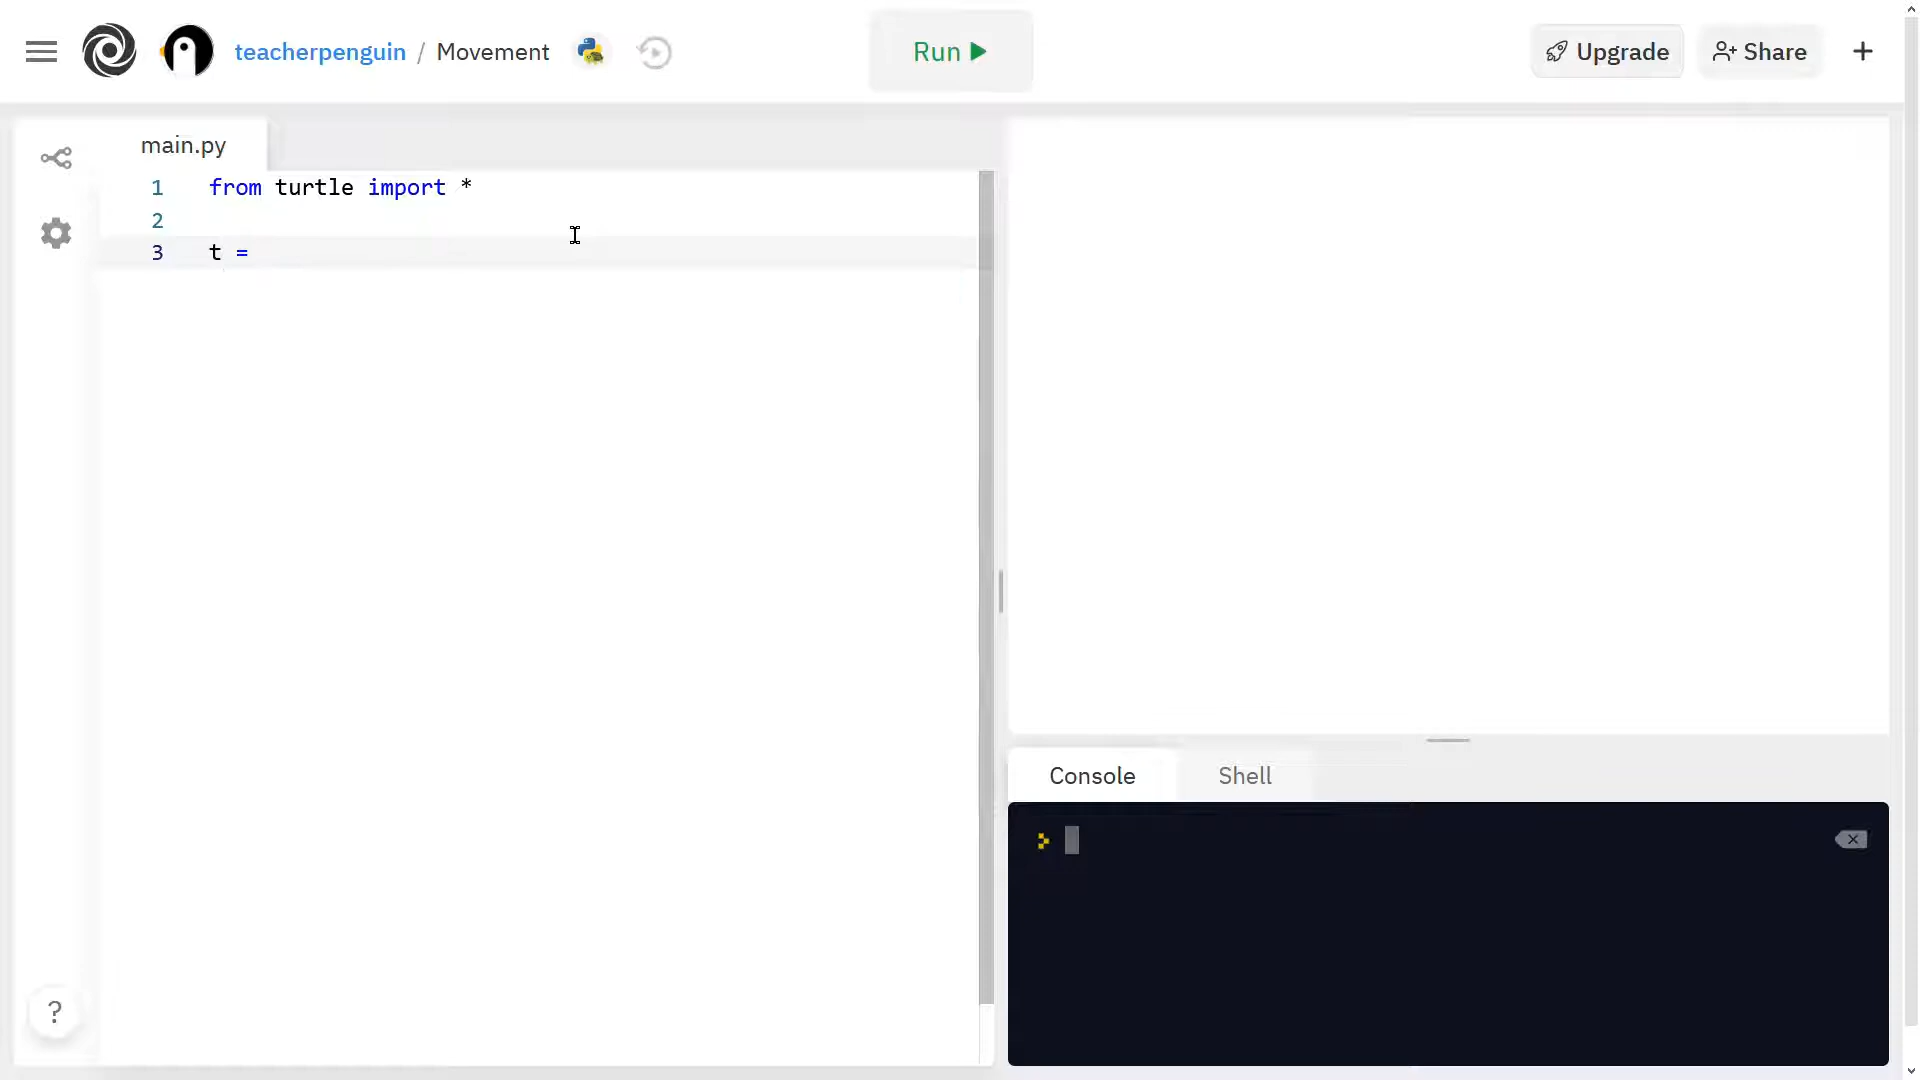 teacherpenguin / Movement
Run
Upgrade
Share
main.py
1 from turtle import *
2
3 t =
Console
Shell
?